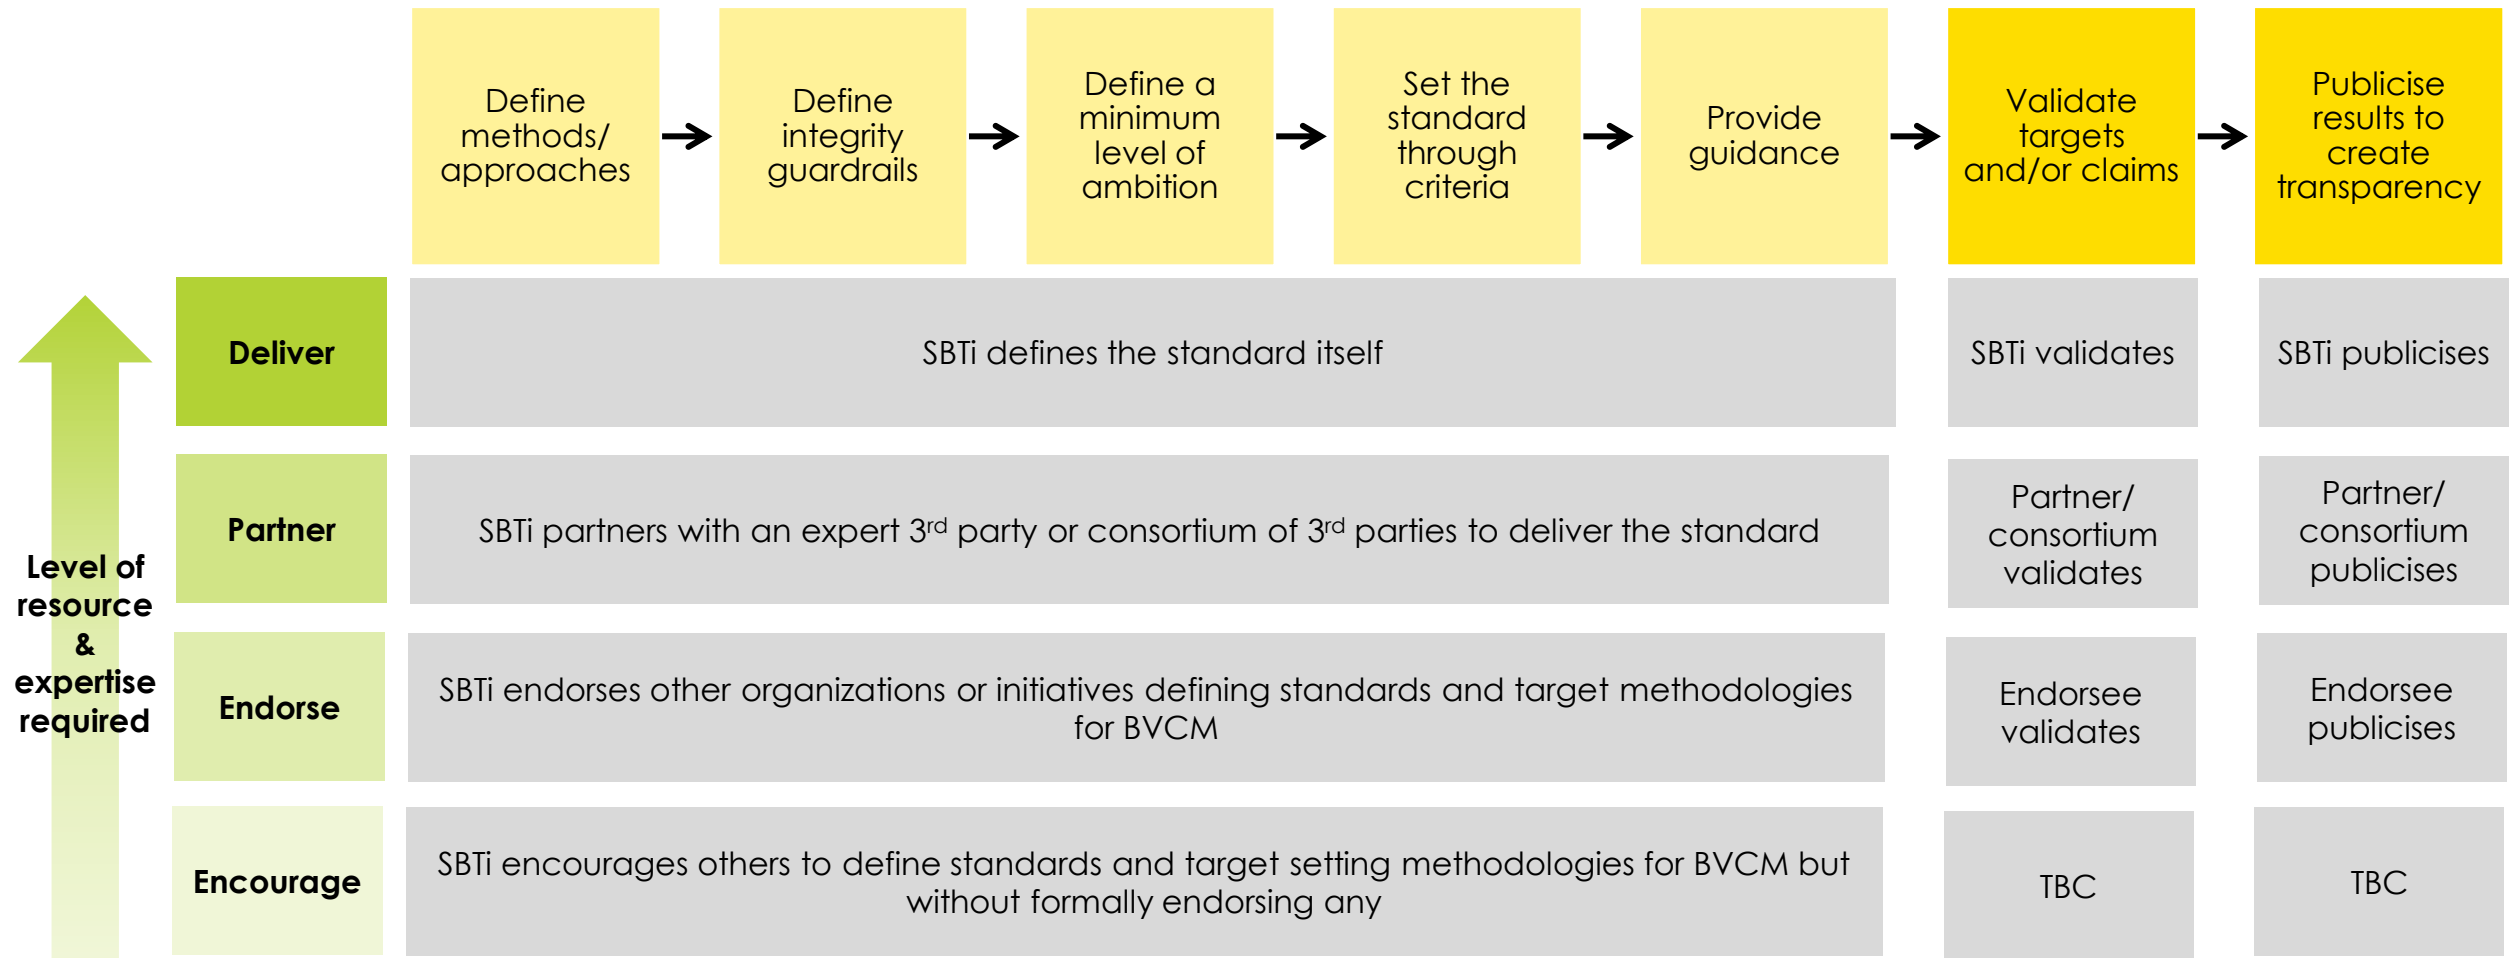 Define
methods/
approaches
Define
integrity
guardrails
Define a
minimum
level of
ambition
Set the
standard
through
criteria
Provide
guidance
Validate
targets
and/or claims
Publicise
results to
create
transparency
Level of
resource
&
expertise
required
Deliver
SBTi defines the standard itself
SBTi validates
SBTi publicises
Partner
SBTi partners with an expert 3rd party or consortium of 3rd parties to deliver the standard
Partner/
consortium
validates
Partner/
consortium
publicises
Endorse
SBTi endorses other organizations or initiatives defining standards and target methodologies
for BVCM
Endorsee
validates
Endorsee
publicises
Encourage
SBTi encourages others to define standards and target setting methodologies for BVCM but
without formally endorsing any
TBC
TBC